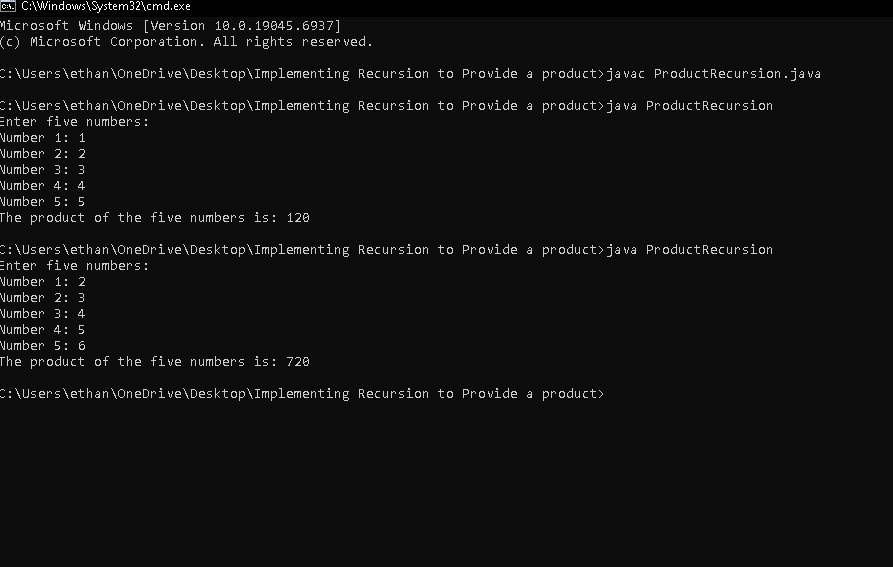 C:\Windows\System32\cmd.exe
Microsoft Windows [Version 10.0.19045.6937]
(c) Microsoft Corporation. All rights reserved.
C:\Users\ethan\OneDrive\Desktop\Implementing Recursion to Provide a product>javac ProductRecursion.java
C:\Users\ethan\OneDrive\Desktop\Implementing Recursion to Provide a product>java ProductRecursion
Enter five numbers:
Number 1: 1
Number 2: 2
Number 3: 3
Number 4: 4
Number 5: 5
The product of the five numbers is: 120
C:\Users\ethan\OneDrive\Desktop\Implementing Recursion to Provide a product>java ProductRecursion
Enter five numbers:
Number 1: 2
Number 2: 3
Number 3: 4
Number 4: 5
Number 5: 6
The product of the five numbers is: 720
C:\Users\ethan\OneDrive\Desktop\Implementing Recursion to Provide a product>